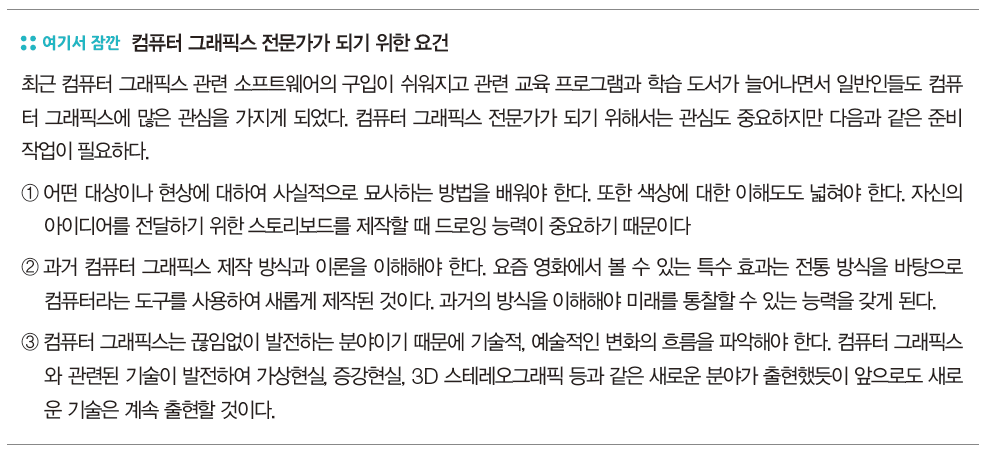 여기서 잠깐 컴퓨터 그래픽스 전문가가 되기 위한 요건
최근 컴퓨터 그래픽스 관련 소프트웨어의 구입이 쉬워지고 관련 교육 프로그램과 학습 도서가 늘어나면서 일반인들도 컴퓨
터 그래픽스에 많은 관심을 가지게 되었다. 컴퓨터 그래픽스 전문가가 되기 위해서는 관심도 중요하지만 다음과 같은 준비
작업이 필요하다.
① 어떤 대상이나 현상에 대하여 사실적으로 묘사하는 방법을 배워야 한다. 또한 색상에 대한 이해도도 넓혀야 한다. 자신의
아이디어를 전달하기 위한 스토리보드를 제작할 때 드로잉 능력이 중요하기 때문이다
② 과거 컴퓨터 그래픽스 제작 방식과 이론을 이해해야 한다. 요즘 영화에서 볼 수 있는 특수 효과는 전통 방식을 바탕으로
컴퓨터라는 도구를 사용하여 새롭게 제작된 것이다. 과거의 방식을 이해해야 미래를 통찰할 수 있는 능력을 갖게 된다.
③ 컴퓨터 그래픽스는 끊임없이 발전하는 분야이기 때문에 기술적, 예술적인 변화의 흐름을 파악해야 한다. 컴퓨터 그래픽스
와 관련된 기술이 발전하여 가상현실, 증강현실, 3D 스테레오그래픽 등과 같은 새로운 분야가 출현했듯이 앞으로도 새로
운 기술은 계속 출현할 것이다.